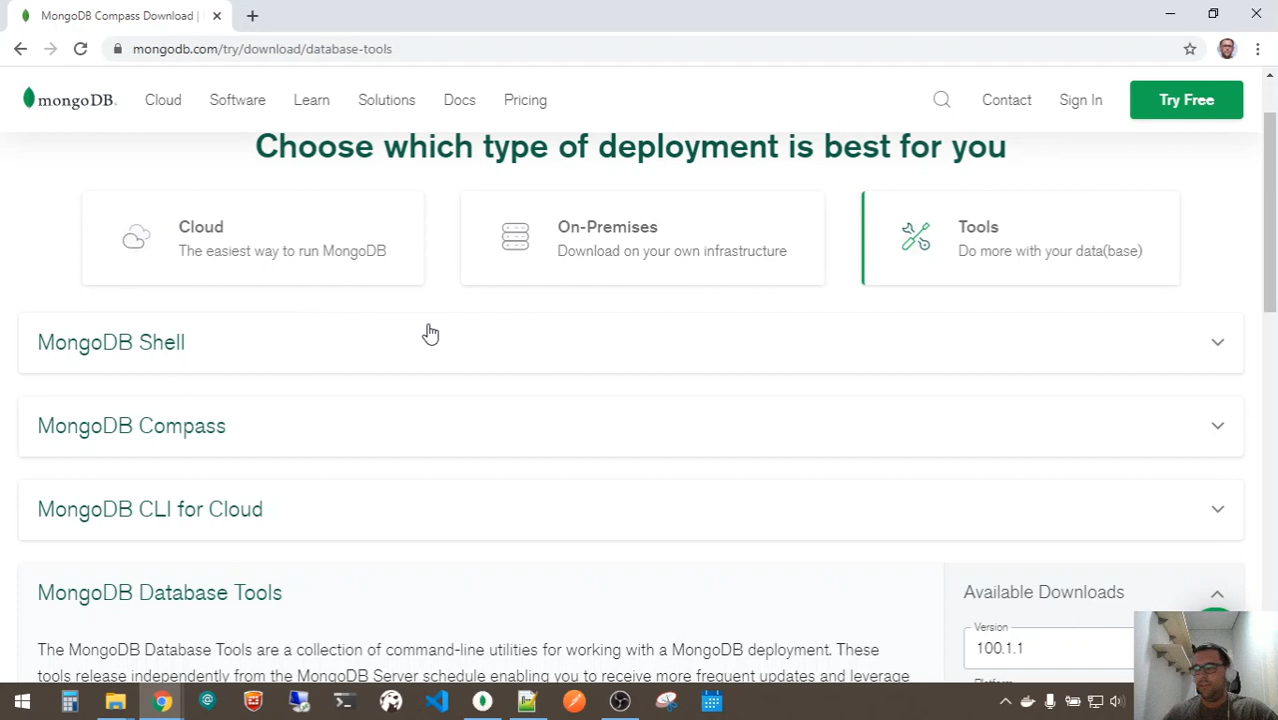 MongoDB Compass Download |
mongodb.com/try/download/database-tools
mongoDB. Cloud Software Learn Solutions Docs Pricing Contact Sign In Try Free
Choose which type of deployment is best for you
Cloud
The easiest way to run MongoDB
On-Premises
Download on your own infrastructure
Tools
Do more with your data(base)
MongoDB Shell
MongoDB Compass
MongoDB CLI for Cloud
MongoDB Database Tools
Available Downloads
Version
100.1.1
The MongoDB Database Tools are a collection of command-line utilities for working with a MongoDB deployment. These
tools release independently from the MongoDB Server schedule enabling you to receive more frequent updates and leverage